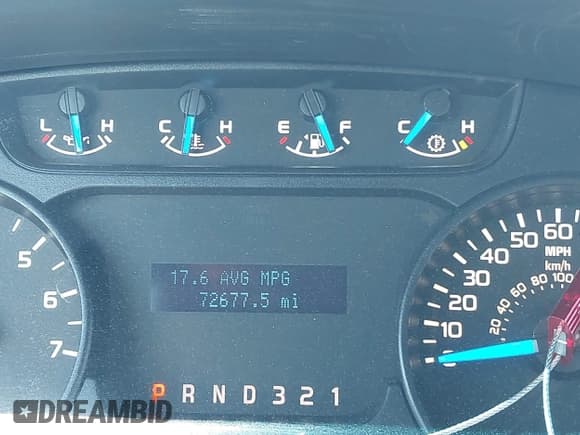 L H C H E F C H
5
6
7
17.6 AVG MPG
72677.5 mi
P R N D 3 2 1
0 10 20 30 40 50 60
MPH
km/h
20 40 60 80 100
DREAMBID